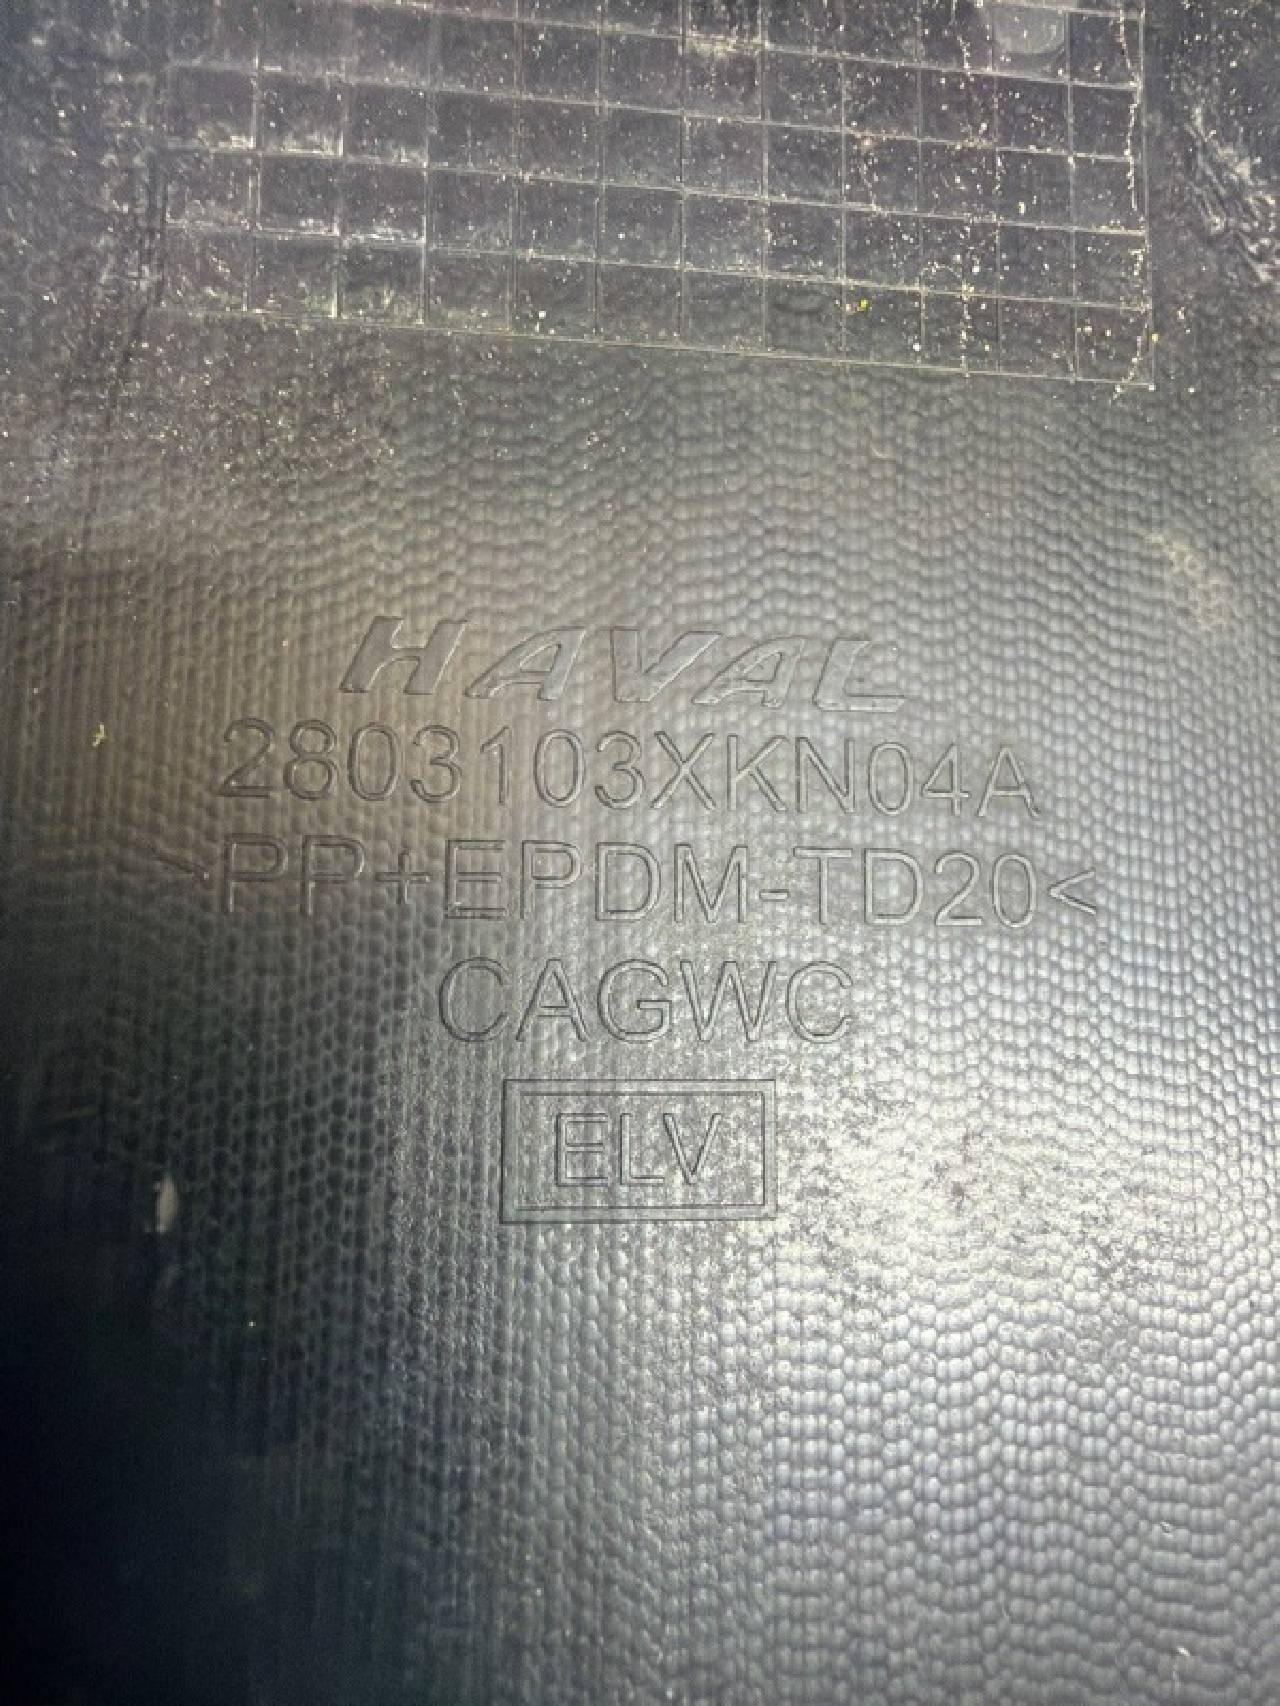 HAVAL
2803103XKN04A
>PP+EPDM-TD20<
CAGWC
ELV